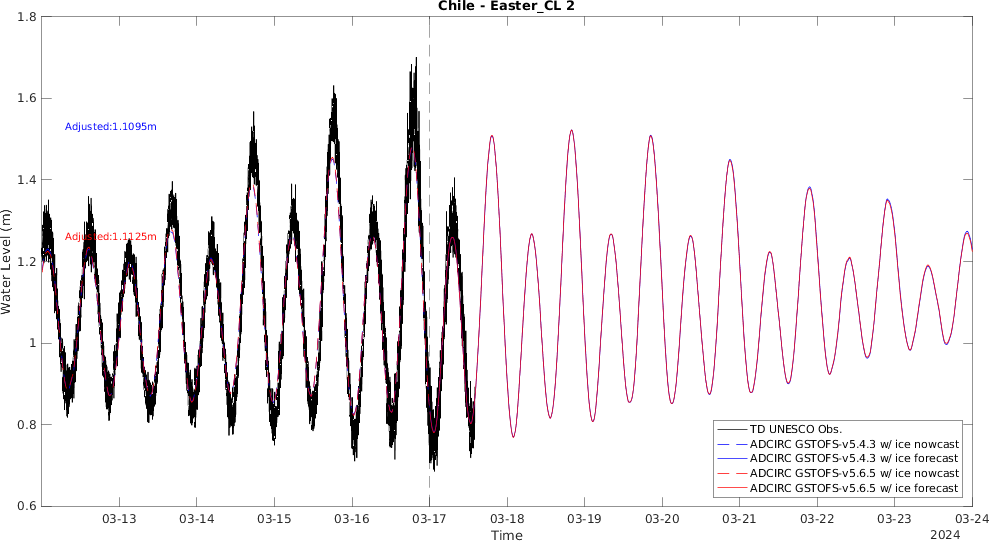 Chile - Easter_CL 2
1.8
1.6
1.4
1.2
1
0.8
0.6
Water Level (m)
Adjusted:1.1095m
Adjusted:1.1125m
TD UNESCO Obs.
ADCIRC GSTOFS-v5.4.3 w/ ice nowcast
ADCIRC GSTOFS-v5.4.3 w/ ice forecast
ADCIRC GSTOFS-v5.6.5 w/ ice nowcast
ADCIRC GSTOFS-v5.6.5 w/ ice forecast
03-13 03-14 03-15 03-16 03-17 03-18 03-19 03-20 03-21 03-22 03-23 03-24
Time
2024